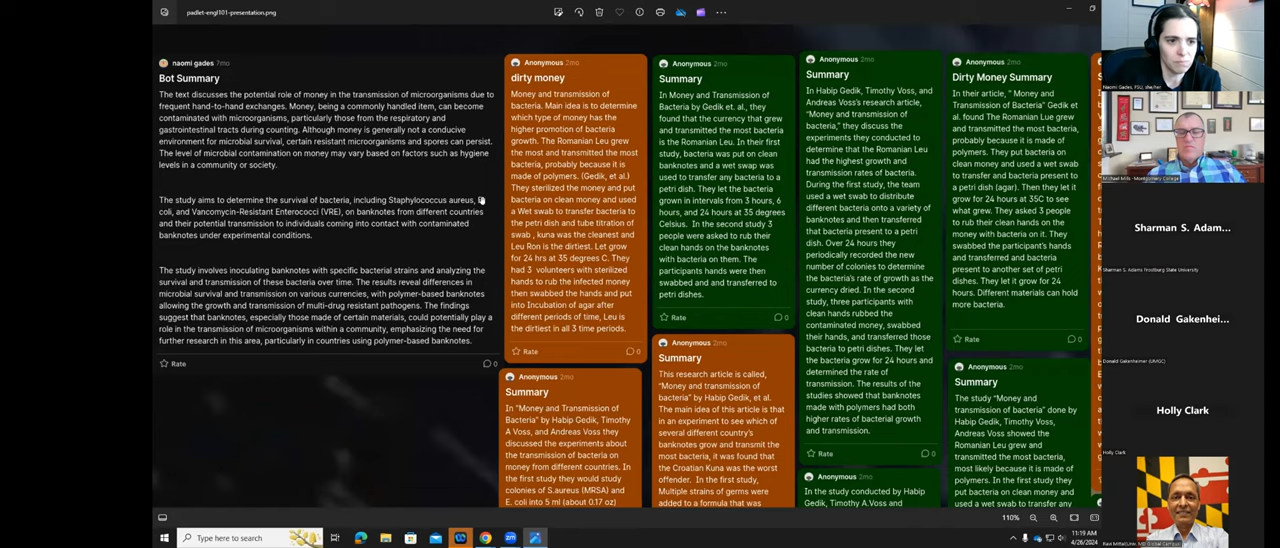 padlet-engl101-presentation.png
naomi gades 7mo
Bot Summary
The text discusses the potential role of money in the transmission of microorganisms due to
frequent hand-to-hand exchanges. Money, being a commonly handled item, can become
contaminated with microorganisms, particularly those from the respiratory and
gastrointestinal tracts during counting. Although money is generally not a conducive
environment for microbial survival, certain resistant microorganisms and spores can persist.
The level of microbial contamination on money may vary based on factors such as hygiene
levels in a community or society.
The study aims to determine the survival of bacteria, including Staphylococcus aureus, E.
coli, and Vancomycin-Resistant Enterococci (VRE), on banknotes from different countries
and their potential transmission to individuals coming into contact with contaminated
banknotes under experimental conditions.
The study involves inoculating banknotes with specific bacterial strains and analyzing the
survival and transmission of these bacteria over time. The results reveal differences in
microbial survival and transmission on various currencies, with polymer-based banknotes
allowing the growth and transmission of multi-drug resistant pathogens. The findings
suggest that banknotes, especially those made of certain materials, could potentially play a
role in the transmission of microorganisms within a community, emphasizing the need for
further research in this area, particularly in countries using polymer-based banknotes.
Rate 0
Anonymous 2mo
dirty money
Money and transmission of
bacteria. Main idea is to determine
which type of money has the
higher promotion of bacteria
growth. The Romanian Leu grew
the most and transmitted the most
bacteria, probably because it is
made of polymers. (Gedik, et al.)
They sterilized the money and put
bacteria on clean money and used
a Wet swab to transfer bacteria to
the petri dish and tube titration of
swab , kuna was the cleanest and
Leu Ron is the dirtiest. Let grow
for 24 hrs at 35 degrees C. They
had 3 volunteers with sterilized
hands to rub the infected money
then swabbed the hands and put
into Incubation of agar after
different periods of time, Leu is
the dirtiest in all 3 time periods.
Rate 0
Anonymous 2mo
Summary
In "Money and Transmission of
Bacteria" by Habip Gedik, Timothy
A Voss, and Andreas Voss they
discussed the experiments about
the transmission of bacteria on
money from different countries. In
the first study they would study
colonies of S.aureus (MRSA) and
E. coli into 5 ml (about 0.17 oz)
Anonymous 2mo
Summary
In Money and Transmission of
Bacteria by Gedik et. al., they
found that the currency that grew
and transmitted the most bacteria
is the Romanian Leu. In their first
study, bacteria was put on clean
banknotes and a wet swap was
used to transfer any bacteria to a
petri dish. They let the bacteria
grown in intervals from 3 hours, 6
hours, and 24 hours at 35 degrees
Celsius. In the second study 3
people were asked to rub their
clean hands on the banknotes
with bacteria on them. The
participants hands were then
swabbed and and transferred to
petri dishes.
Rate 0
Anonymous 2mo
Summary
This research article is called,
"Money and transmission of
bacteria" by Habip Gedik, et al.
The main idea of this article is that
in an experiment to see which of
several different country's
banknotes grow and transmit the
most bacteria, it was found that
the Croatian Kuna was the worst
offender. In the first study,
Multiple strains of germs were
added to a formula that was
Anonymous 2mo
Summary
In Habip Gedik, Timothy Voss, and
Andreas Voss's research article,
"Money and transmission of
bacteria," they discuss the
experiments they conducted to
determine that the Romanian Leu
had the highest growth and
transmission rates of bacteria.
During the first study, the team
used a wet swab to distribute
different bacteria onto a variety of
banknotes and then transferred
that bacteria present to a petri
dish. Over 24 hours they
periodically recorded the new
number of colonies to determine
the bacteria's rate of growth as the
currency dried. In the second
study, three participants with
clean hands rubbed the
contaminated money, swabbed
their hands, and then transferred
the bacteria to petri dishes. They let
the bacteria grow for 24 hours and
determined the rate of
transmission. The results of the
studies showed that banknotes
made with polymers had both
higher rates of bacterial growth
and transmission.
Rate 0
Anonymous 2mo
In the study conducted by Habip
Gedik, Timothy A.Voss and
Anonymous 2mo
Dirty Money Summary
In their article, " Money and
Transmission of Bacteria" Gedik et
al. found The Romanian Lue grew
and transmitted the most bacteria,
probably because it is made of
polymers. They put bacteria on
clean money and used a wet swab
to transfer and bacteria present to
a petri dish (agar). Then they let it
grow for 24 hours at 35C to see
what grew. They asked 3 people
to rub their clean hands on the
money with bacteria on it. They
swabbed the participant's hands
and transferred and bacteria
present to another set of petri
dishes. They let it grow for 24
hours. Different materials can hold
more bacteria.
Rate 0
Anonymous 2mo
Summary
The study "Money and
transmission of bacteria" done by
Habip Gedik, Timothy Voss,
Andreas Voss showed the
Romanian Leu grew and
transmitted the most bacteria,
most likely because it is made of
polymers. In the first study they
put bacteria on clean money and
used a wet swab to transfer any
Naomi Gades, FSU, she/her
Michael Mills - Montgomery College
Sharman S. Adam...
Sharman S. Adams Frostburg State University
Donald Gakenhei...
Donald Gakenheimer (UMGC)
Holly Clark
Holly Clark
110%
Type here to search
11:19 AM
4/26/2024